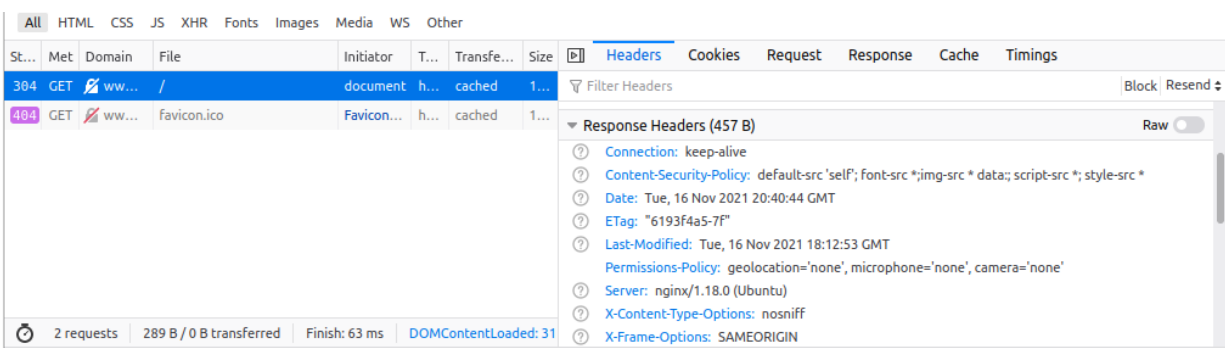 All HTML CSS JS XHR Fonts Images Media WS Other
St... Met Domain File Initiator T... Transfe... Size
304 GET ww... / document h... cached 1...
404 GET ww... favicon.ico Favicon... h... cached 1...
2 requests 289 B / 0 B transferred Finish: 63 ms DOMContentLoaded: 31
Headers Cookies Request Response Cache Timings
Filter Headers Block Resend
Response Headers (457 B) Raw
Connection: keep-alive
Content-Security-Policy: default-src 'self'; font-src *;img-src * data:; script-src *; style-src *
Date: Tue, 16 Nov 2021 20:40:44 GMT
ETag: "6193f4a5-7f"
Last-Modified: Tue, 16 Nov 2021 18:12:53 GMT
Permissions-Policy: geolocation='none', microphone='none', camera='none'
Server: nginx/1.18.0 (Ubuntu)
X-Content-Type-Options: nosniff
X-Frame-Options: SAMEORIGIN